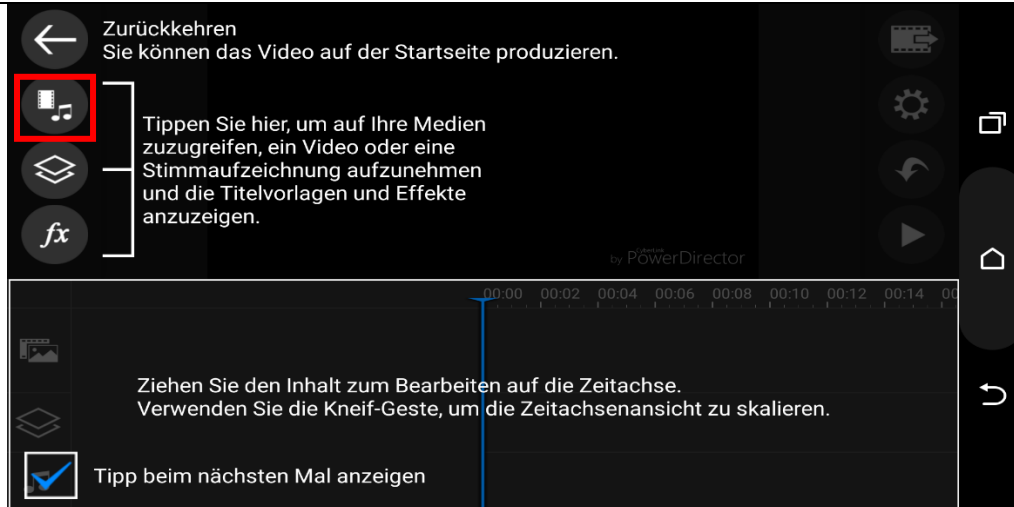 Zurückkehren
Sie können das Video auf der Startseite produzieren.
Tippen Sie hier, um auf Ihre Medien
zuzugreifen, ein Video oder eine
Stimmaufzeichnung aufzunehmen
und die Titelvorlagen und Effekte
anzuzeigen.
fx
CyberLink
by PowerDirector
00:00 00:02 00:04 00:06 00:08 00:10 00:12 00:14 00
Ziehen Sie den Inhalt zum Bearbeiten auf die Zeitachse.
Verwenden Sie die Kneif-Geste, um die Zeitachsenansicht zu skalieren.
Tipp beim nächsten Mal anzeigen